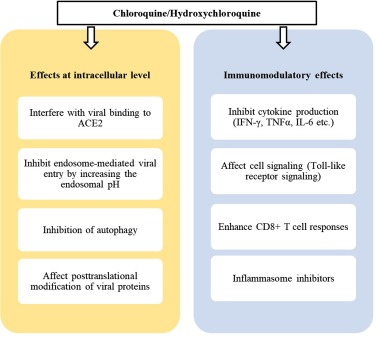 Chloroquine/Hydroxychloroquine
Effects at intracellular level
Interfere with viral binding to
ACE2
Inhibit endosome-mediated viral
entry by increasing the
endosomal pH
Inhibition of autophagy
Affect posttranslational
modification of viral proteins
Immunomodulatory effects
Inhibit cytokine production
(IFN-γ, TNFα, IL-6 etc.)
Affect cell signaling (Toll-like
receptor signaling)
Enhance CD8+ T cell responses
Inflammasome inhibitors